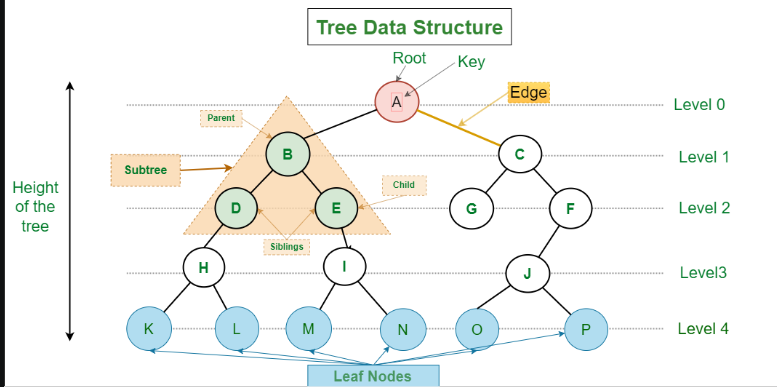 Tree Data Structure
Root
Key
A
Edge
Level 0
Parent
B
C
Level 1
Subtree
Child
Height
of the
tree
D
E
G
F
Level 2
Siblings
H
I
J
Level3
K
L
M
N
O
P
Level 4
Leaf Nodes